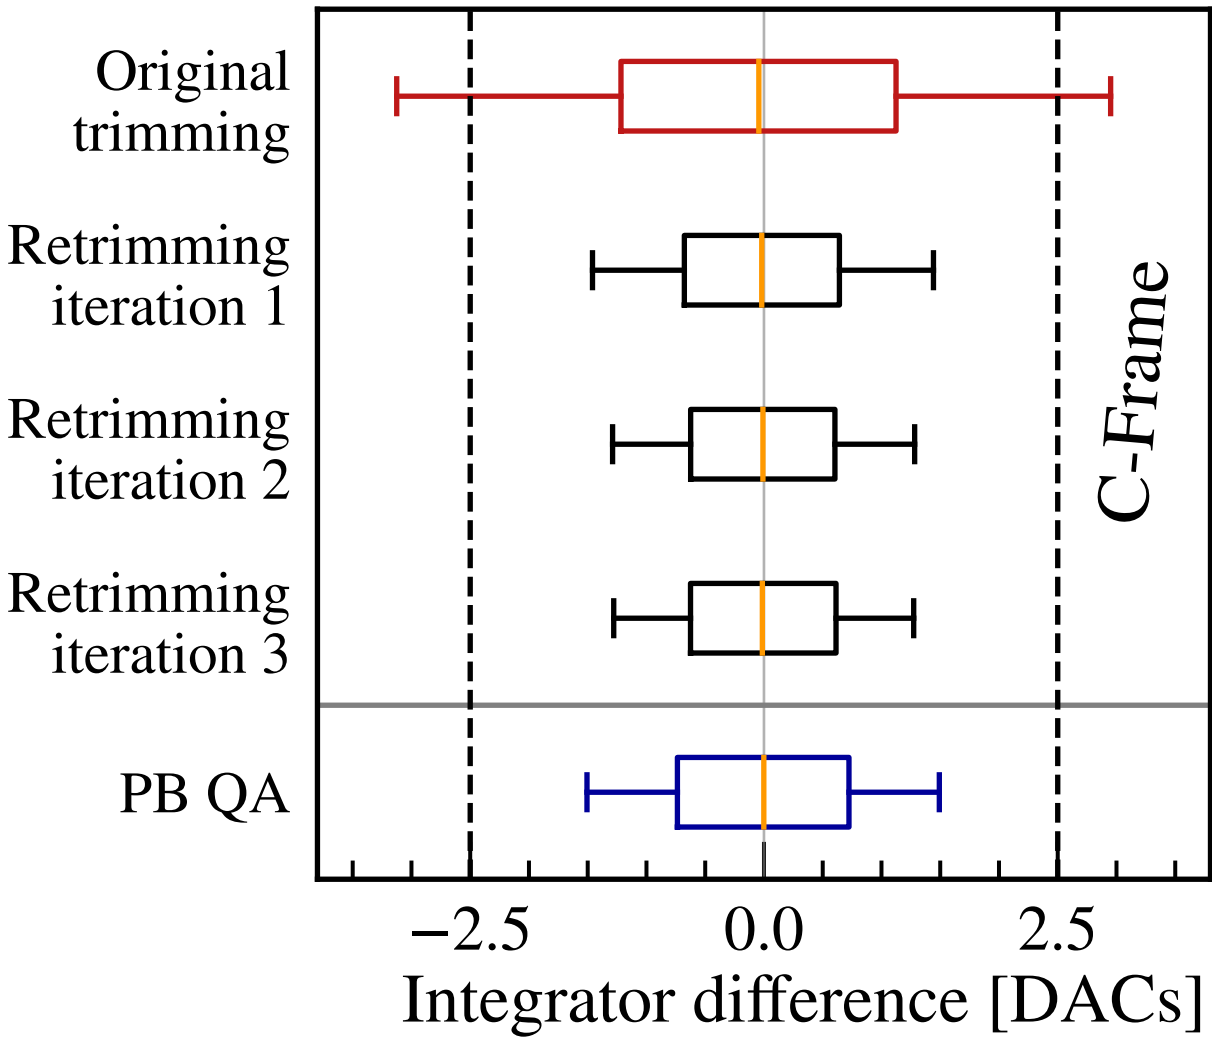 Original
trimming
Retrimming
iteration 1
Retrimming
iteration 2
Retrimming
iteration 3
PB QA
C-Frame
−2.5
0.0
2.5
Integrator difference [DACs]